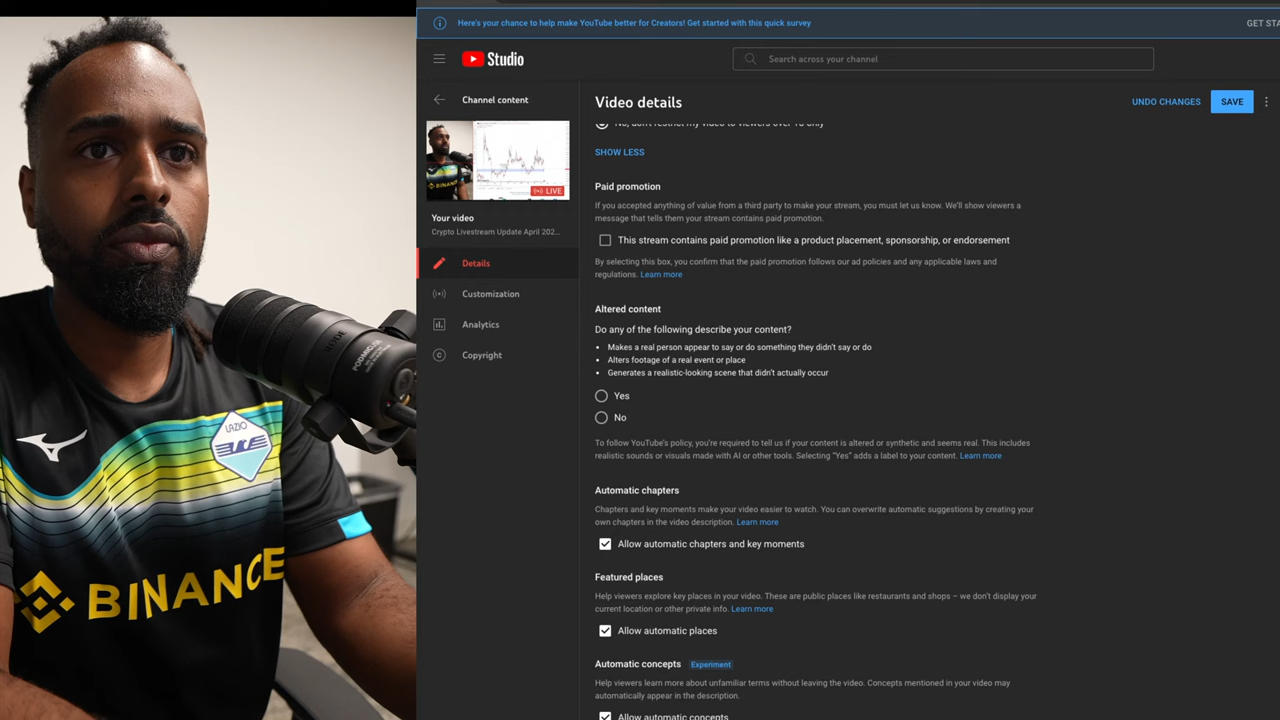 Here's your chance to help make YouTube better for Creators! Get started with this quick survey
GET STA
Studio
Search across your channel
Channel content
Video details
UNDO CHANGES
SAVE
No, don't restrict my video to viewers over 18 only
SHOW LESS
LIVE
BINANCE
Your video
Crypto Livestream Update April 202...
Details
Customization
Analytics
Copyright
Paid promotion
If you accepted anything of value from a third party to make your stream, you must let us know. We'll show viewers a
message that tells them your stream contains paid promotion.
This stream contains paid promotion like a product placement, sponsorship, or endorsement
By selecting this box, you confirm that the paid promotion follows our ad policies and any applicable laws and
regulations. Learn more
Altered content
Do any of the following describe your content?
• Makes a real person appear to say or do something they didn't say or do
• Alters footage of a real event or place
• Generates a realistic-looking scene that didn't actually occur
Yes
No
To follow YouTube's policy, you're required to tell us if your content is altered or synthetic and seems real. This includes
realistic sounds or visuals made with AI or other tools. Selecting "Yes" adds a label to your content. Learn more
Automatic chapters
Chapters and key moments make your video easier to watch. You can overwrite automatic suggestions by creating your
own chapters in the video description. Learn more
Allow automatic chapters and key moments
Featured places
Help viewers explore key places in your video. These are public places like restaurants and shops – we don't display your
current location or other private info. Learn more
Allow automatic places
Automatic concepts Experiment
Help viewers learn more about unfamiliar terms without leaving the video. Concepts mentioned in your video may
automatically appear in the description.
Allow automatic concepts
RØDE
PODMIC
LAZIO
BINANCE